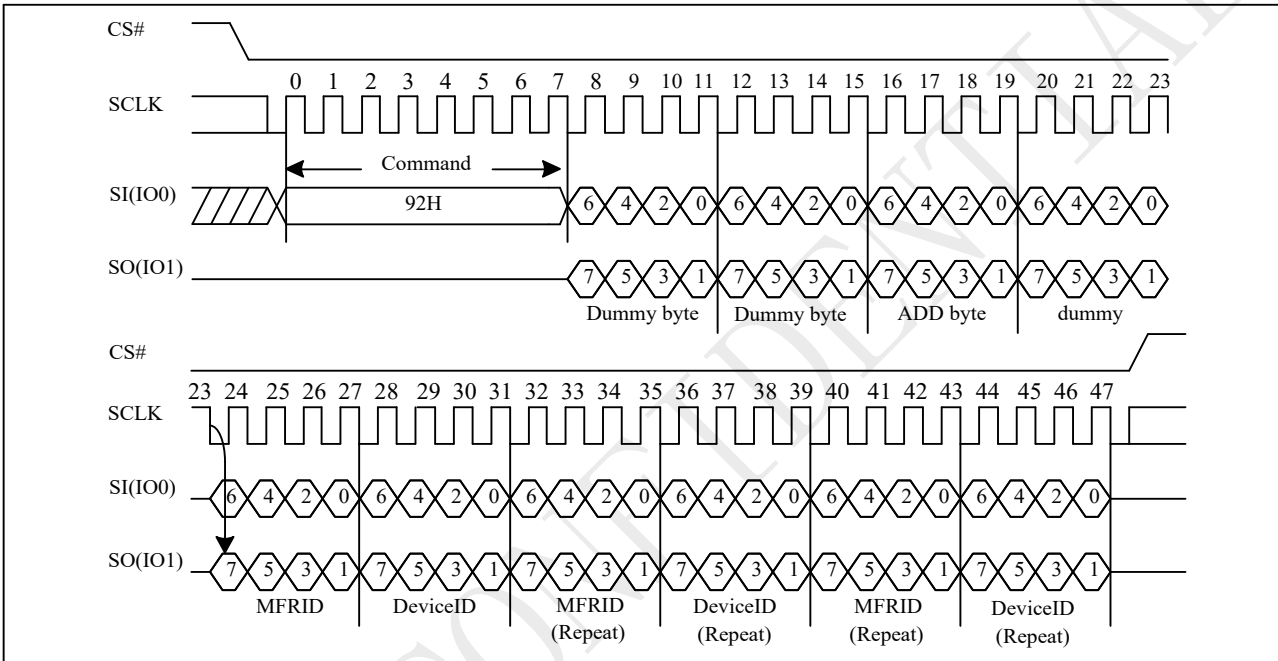 CS#
0 1 2 3 4 5 6 7 8 9 10 11 12 13 14 15 16 17 18 19 20 21 22 23
SCLK
Command
SI(IO0) 92H 6 4 2 0 6 4 2 0 6 4 2 0 6 4 2 0
SO(IO1) 7 5 3 1 7 5 3 1 7 5 3 1 7 5 3 1
Dummy byte Dummy byte ADD byte dummy
CS#
23 24 25 26 27 28 29 30 31 32 33 34 35 36 37 38 39 40 41 42 43 44 45 46 47
SCLK
SI(IO0) 6 4 2 0 6 4 2 0 6 4 2 0 6 4 2 0 6 4 2 0 6 4 2 0
SO(IO1) 7 5 3 1 7 5 3 1 7 5 3 1 7 5 3 1 7 5 3 1 7 5 3 1
MFRID DeviceID MFRID DeviceID MFRID DeviceID
(Repeat) (Repeat) (Repeat) (Repeat)
CONFIDENTIAL